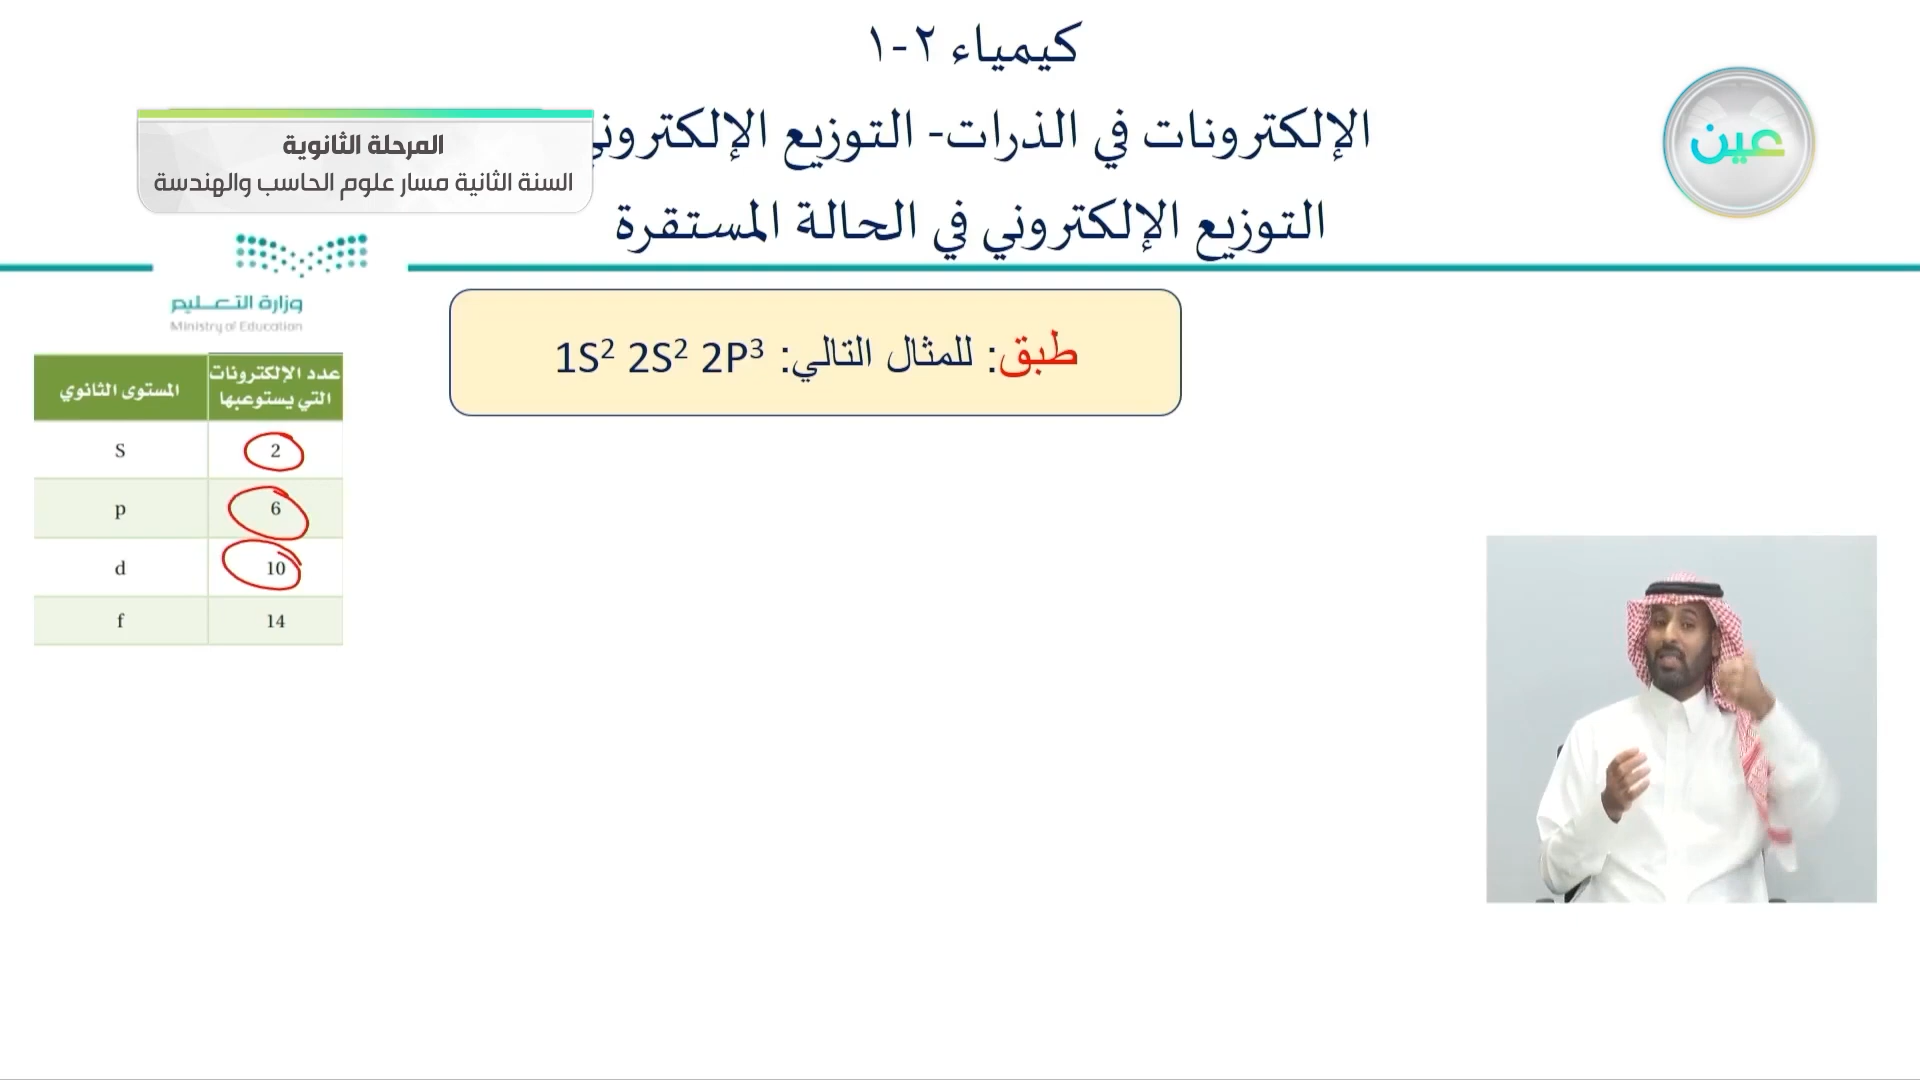 كيمياء ٢-١
الإلكترونات في الذرات- التوزيع الإلكتروني
التوزيع الإلكتروني في الحالة المستقرة
المرحلة الثانوية
السنة الثانية مسار علوم الحاسب والهندسة
عين
وزارة التعليم
Ministry of Education
طبق: للمثال التالي: 1S² 2S² 2P³
عدد الإلكترونات التي يستوعبها
المستوى الثانوي
2 S
6 p
10 d
14 f